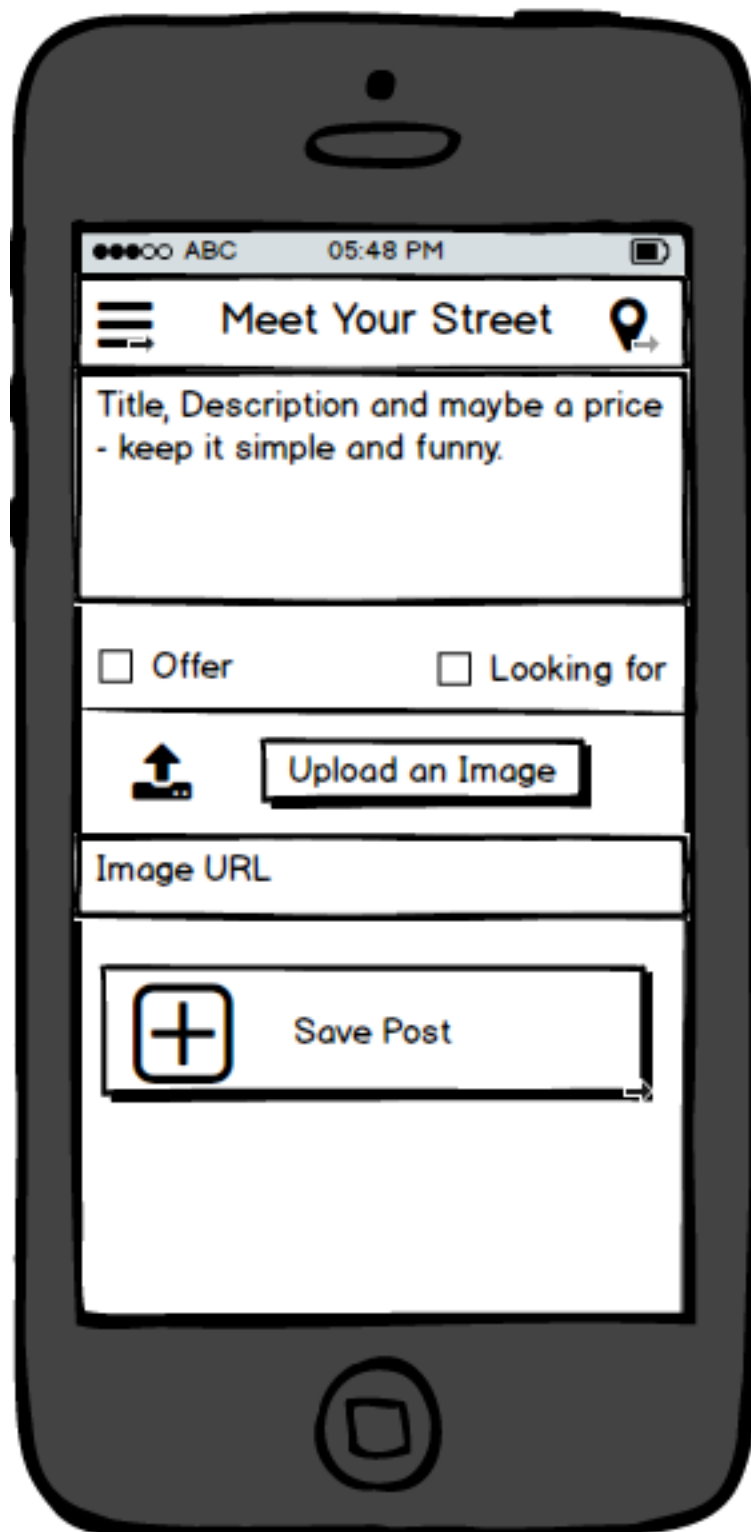 ABC 05:48 PM
Meet Your Street
Title, Description and maybe a price
- keep it simple and funny.
Offer Looking for
Upload an Image
Image URL
Save Post